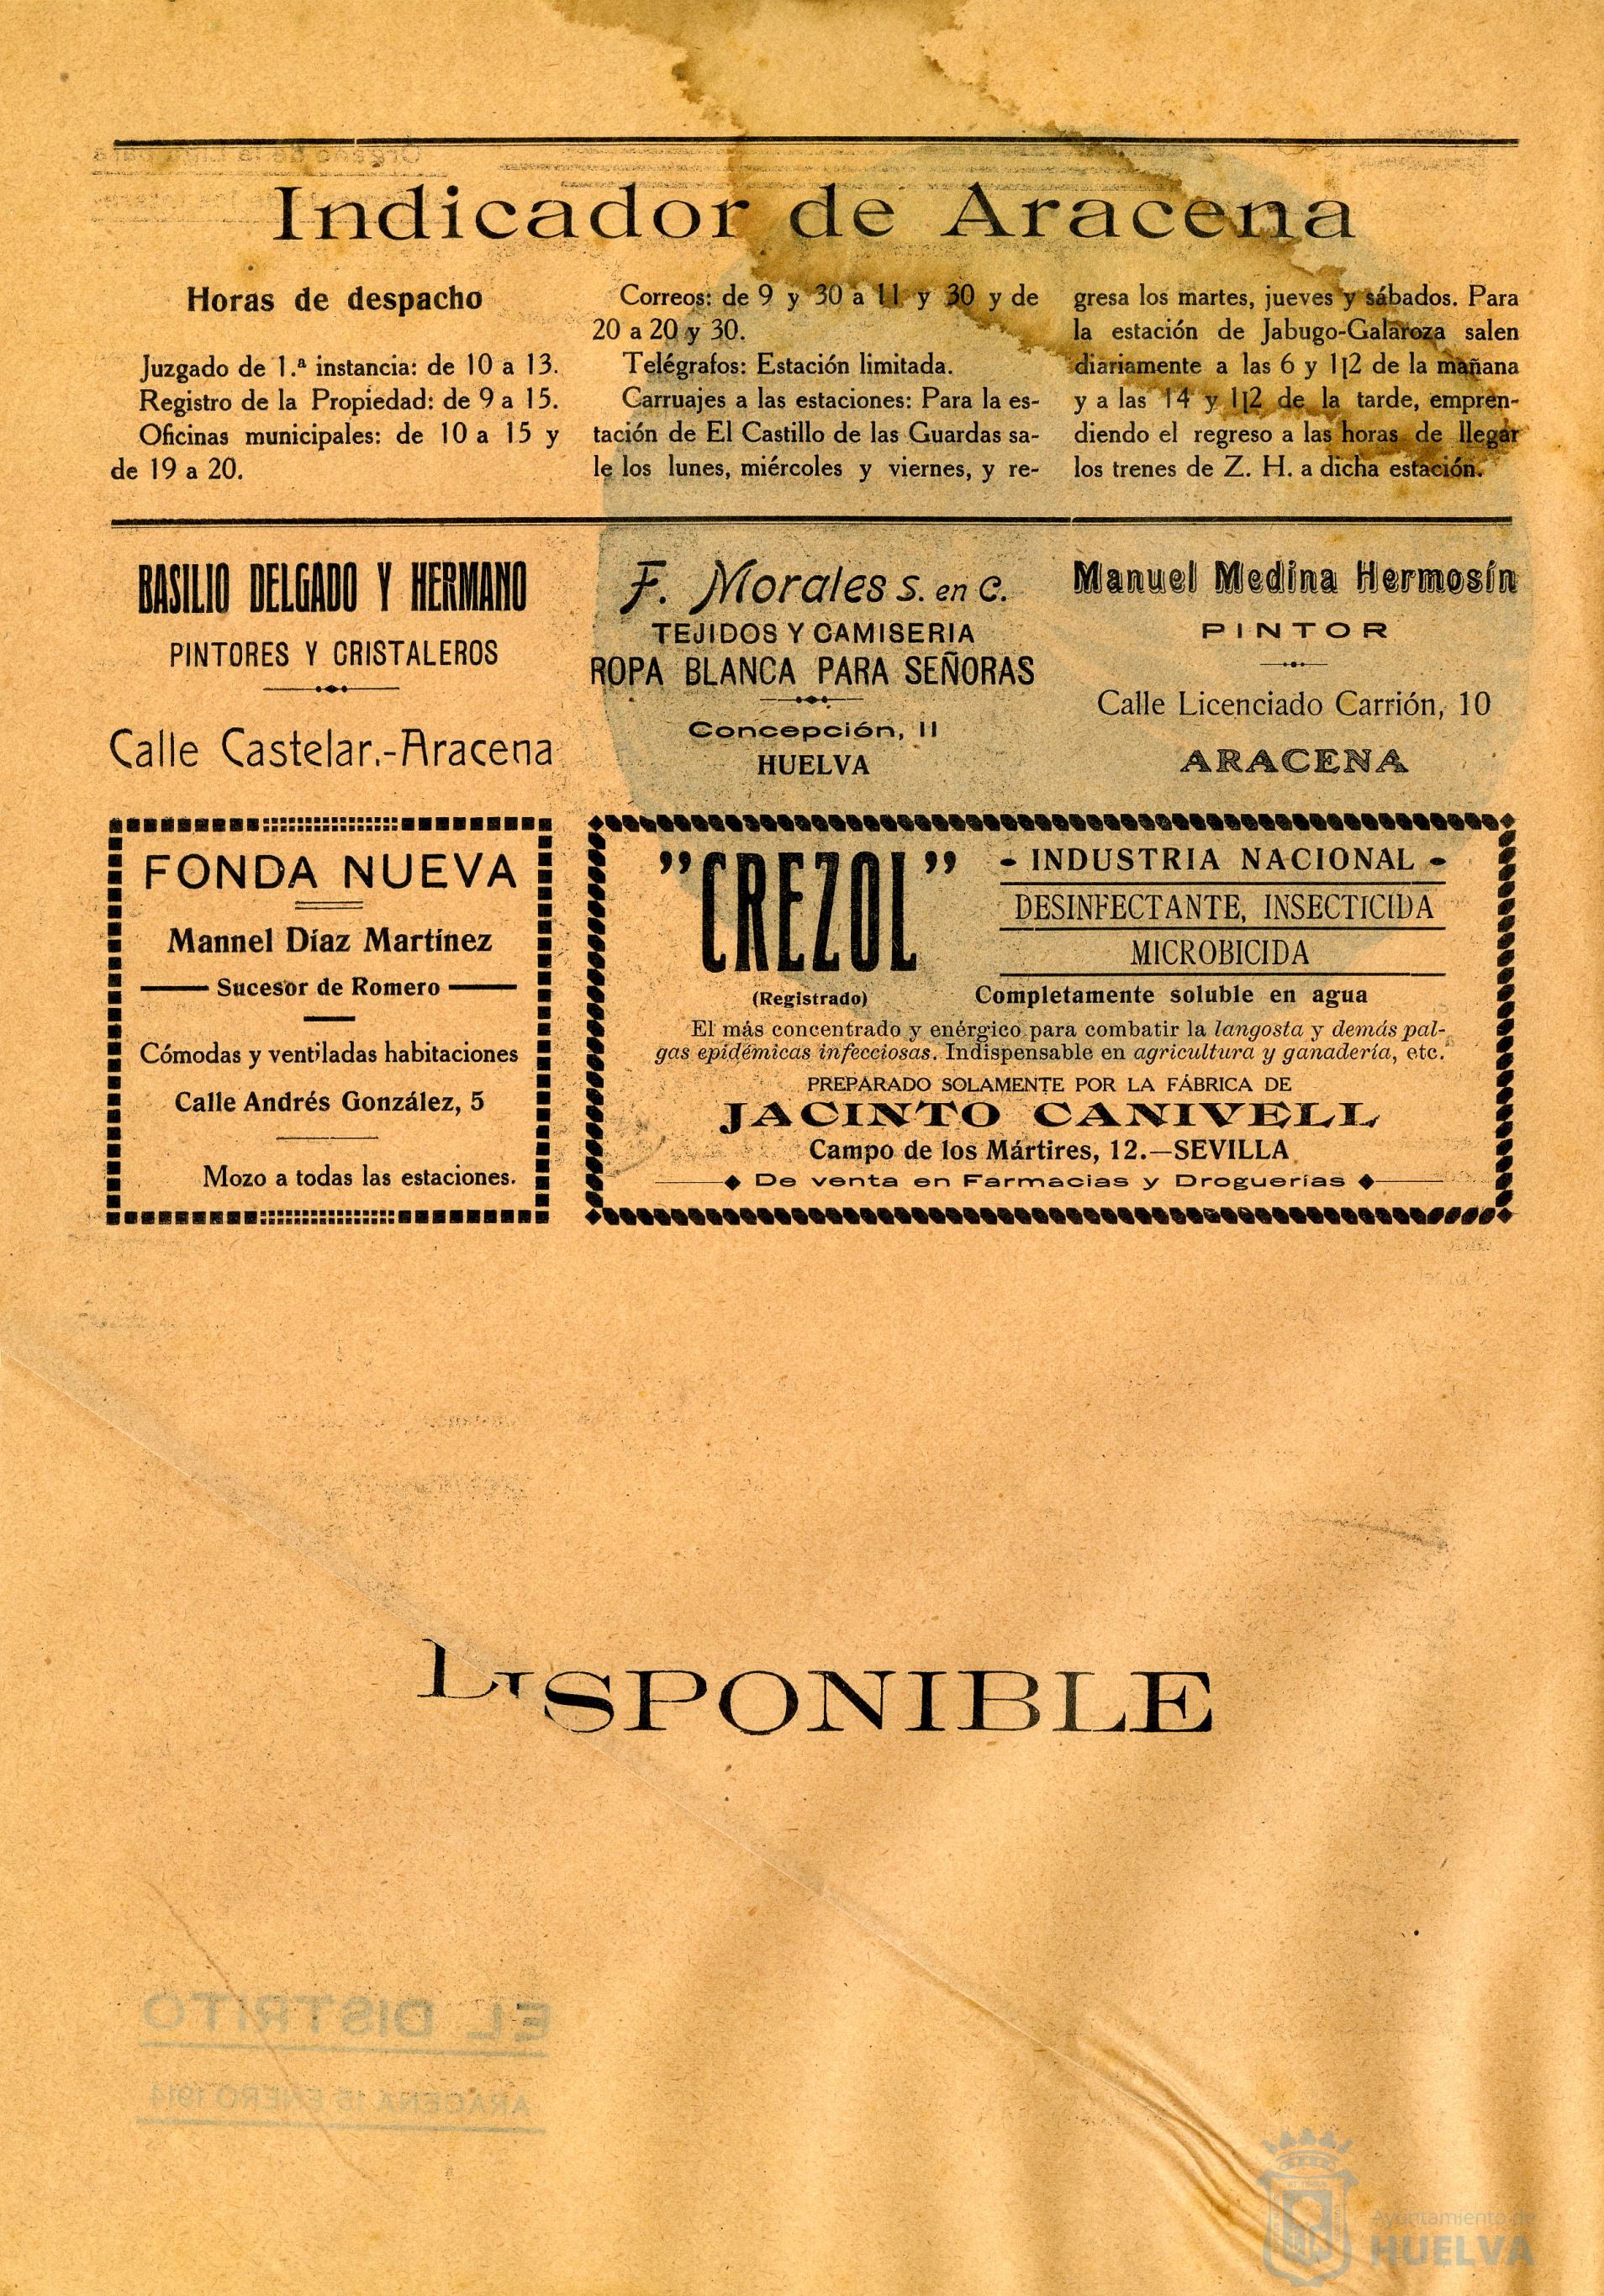 Indicador de Aracena
Horas de despacho
Juzgado de 1.ª instancia: de 10 a 13.
Registro de la Propiedad: de 9 a 15.
Oficinas municipales: de 10 a 15 y
de 19 a 20.
Correos: de 9 y 30 a 11 y 30 y de
20 a 20 y 30.
Telégrafos: Estación limitada.
Carruajes a las estaciones: Para la es-
tación de El Castillo de las Guardas sa-
le los lunes, miércoles y viernes, y re-
gresa los martes, jueves y sábados. Para
la estación de Jabugo-Galaroza salen
diariamente a las 6 y 1|2 de la mañana
y a las 14 y 1|2 de la tarde, empren-
diendo el regreso a las horas de llegar
los trenes de Z. H. a dicha estación.
BASILIO DELGADO Y HERMANO
PINTORES Y CRISTALEROS
Calle Castelar.-Aracena
F. Morales S. en C.
TEJIDOS Y CAMISERIA
ROPA BLANCA PARA SEÑORAS
Concepción, 11
HUELVA
Manuel Medina Hermosín
PINTOR
Calle Licenciado Carrión, 10
ARACENA
FONDA NUEVA
Mannel Díaz Martínez
Sucesor de Romero
Cómodas y ventiladas habitaciones
Calle Andrés González, 5
Mozo a todas las estaciones.
"CREZOL"
(Registrado)
- INDUSTRIA NACIONAL -
DESINFECTANTE, INSECTICIDA
MICROBICIDA
Completamente soluble en agua
El más concentrado y enérgico para combatir la langosta y demás pal-
gas epidémicas infecciosas. Indispensable en agricultura y ganadería, etc.
PREPARADO SOLAMENTE POR LA FÁBRICA DE
JACINTO CANIVELL
Campo de los Mártires, 12.—SEVILLA
De venta en Farmacias y Droguerías
DISPONIBLE
EL DISTRITO
ARACENA 15 ENERO 1914
Ayuntamiento de
HUELVA